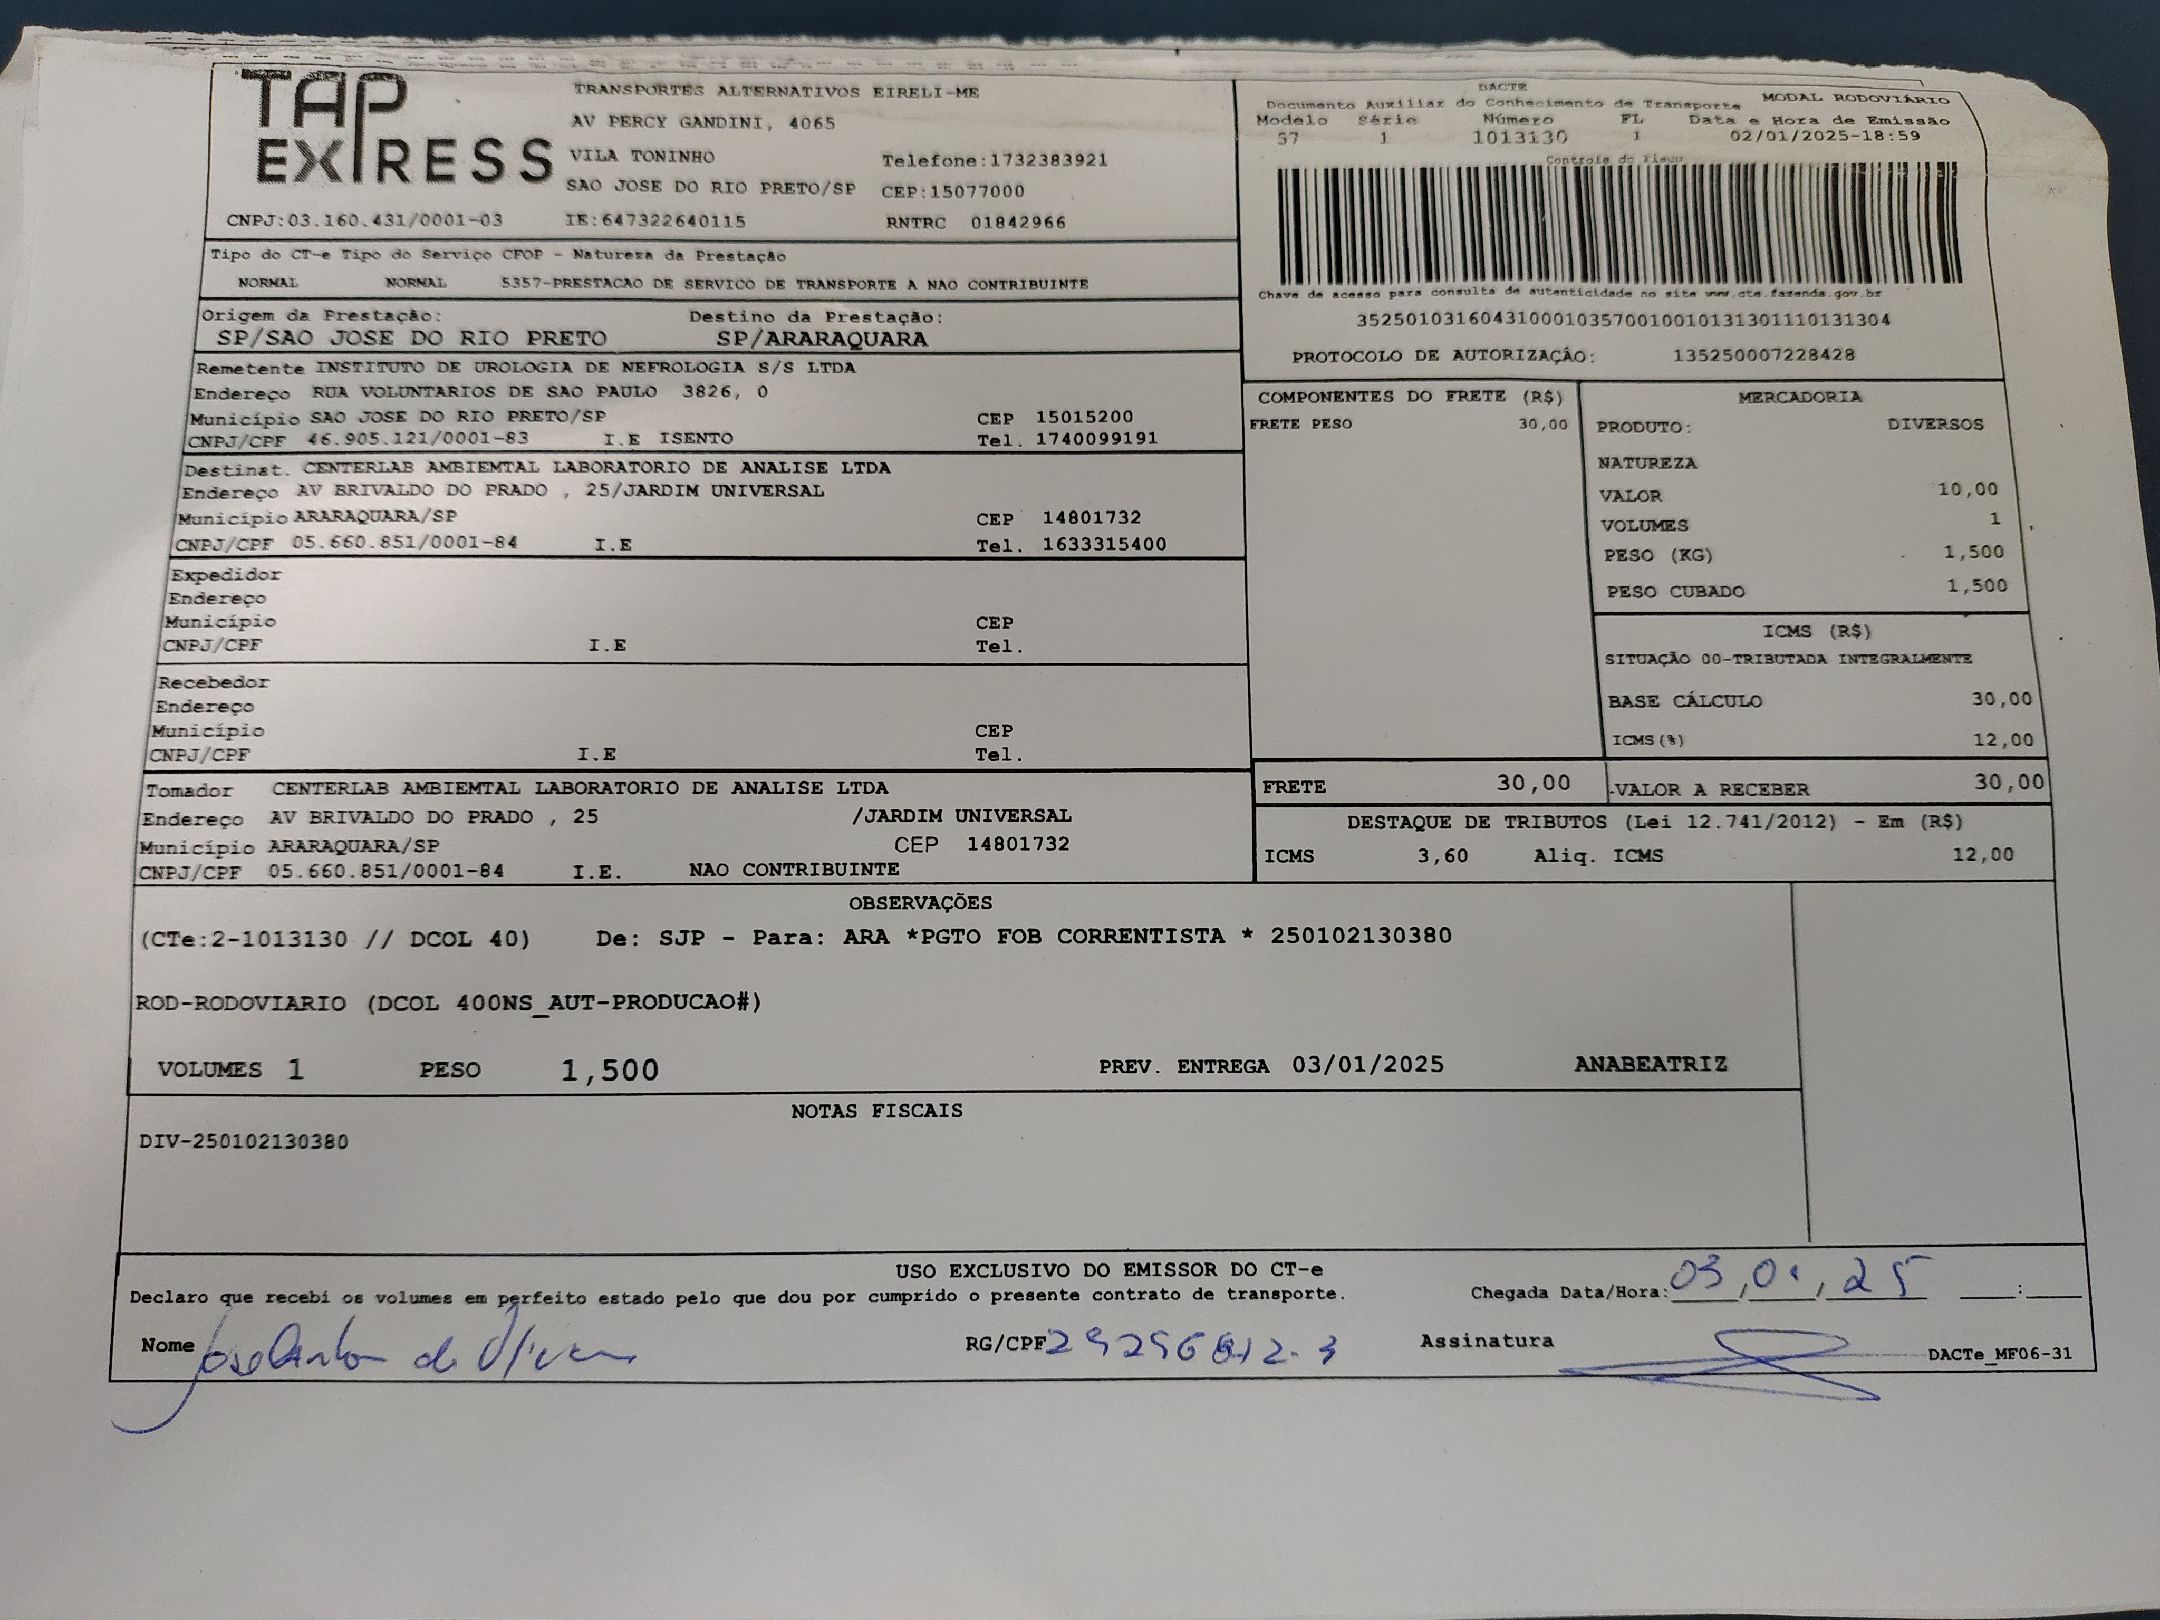 TAP EXPRESS
TRANSPORTES ALTERNATIVOS EIRELI-ME
AV PERCY GANDINI, 4065
VILA TONINHO Telefone:1732383921
SAO JOSE DO RIO PRETO/SP CEP:15077000
CNPJ:03.160.431/0001-03 IE:647322640115 RNTRC 01842966
DACTE
Documento Auxiliar do Conhecimento de Transporte MODAL RODOVIÁRIO
Modelo Série Número FL Data e Hora de Emissão
57 1 1013130 1 02/01/2025-18:59
Controle do Fisco
Chave de acesso para consulta de autenticidade no site www.cte.fazenda.gov.br
35250103160431000103570010010131301110131304
PROTOCOLO DE AUTORIZAÇÃO: 135250007228428
Tipo do CT-e Tipo do Serviço CFOP - Natureza da Prestação
NORMAL NORMAL 5357-PRESTACAO DE SERVICO DE TRANSPORTE A NAO CONTRIBUINTE
Origem da Prestação: Destino da Prestação:
SP/SAO JOSE DO RIO PRETO SP/ARARAQUARA
Remetente INSTITUTO DE UROLOGIA DE NEFROLOGIA S/S LTDA
Endereço RUA VOLUNTARIOS DE SAO PAULO 3826, 0
Município SAO JOSE DO RIO PRETO/SP CEP 15015200
CNPJ/CPF 46.905.121/0001-83 I.E ISENTO Tel. 1740099191
Destinat. CENTERLAB AMBIEMTAL LABORATORIO DE ANALISE LTDA
Endereço AV BRIVALDO DO PRADO , 25/JARDIM UNIVERSAL
Município ARARAQUARA/SP CEP 14801732
CNPJ/CPF 05.660.851/0001-84 I.E Tel. 1633315400
Expedidor
Endereço
Município CEP
CNPJ/CPF I.E Tel.
Recebedor
Endereço
Município CEP
CNPJ/CPF I.E Tel.
Tomador CENTERLAB AMBIEMTAL LABORATORIO DE ANALISE LTDA
Endereço AV BRIVALDO DO PRADO , 25 /JARDIM UNIVERSAL
Município ARARAQUARA/SP CEP 14801732
CNPJ/CPF 05.660.851/0001-84 I.E. NAO CONTRIBUINTE
COMPONENTES DO FRETE (R$)
FRETE PESO 30,00
MERCADORIA
PRODUTO: DIVERSOS
NATUREZA
VALOR 10,00
VOLUMES 1
PESO (KG) 1,500
PESO CUBADO 1,500
ICMS (R$)
SITUAÇÃO 00-TRIBUTADA INTEGRALMENTE
BASE CÁLCULO 30,00
ICMS(%) 12,00
FRETE 30,00 VALOR A RECEBER 30,00
DESTAQUE DE TRIBUTOS (Lei 12.741/2012) - Em (R$)
ICMS 3,60 Aliq. ICMS 12,00
OBSERVAÇÕES
(CTe:2-1013130 // DCOL 40) De: SJP - Para: ARA *PGTO FOB CORRENTISTA * 250102130380
ROD-RODOVIARIO (DCOL 400NS_AUT-PRODUCAO#)
VOLUMES 1 PESO 1,500 PREV. ENTREGA 03/01/2025 ANABEATRIZ
NOTAS FISCAIS
DIV-250102130380
USO EXCLUSIVO DO EMISSOR DO CT-e
Declaro que recebi os volumes em perfeito estado pelo que dou por cumprido o presente contrato de transporte. Chegada Data/Hora: 03,01,25 :
Nome de Oliveira RG/CPF Assinatura DACTe_MF06-31